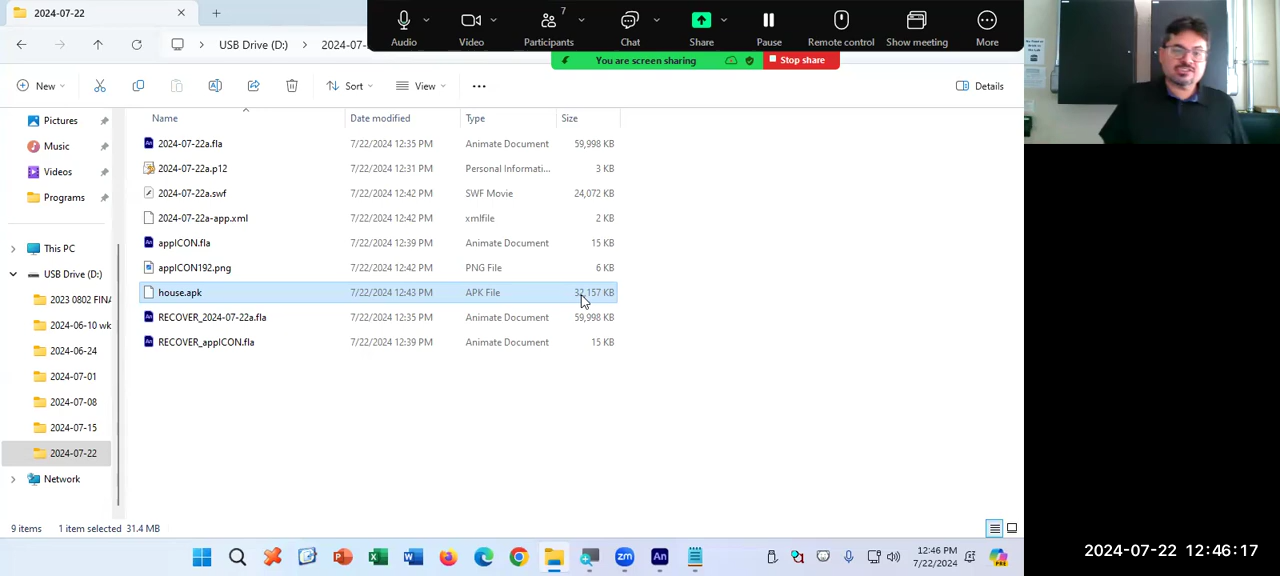 2024-07-22
USB Drive (D:)
2024-07-
Audio
Video
7
Participants
Chat
Share
Pause
Remote control
Show meeting
More
You are screen sharing
Stop share
New
Sort
View
Details
Name Date modified Type Size
2024-07-22a.fla 7/22/2024 12:35 PM Animate Document 59,998 KB
2024-07-22a.p12 7/22/2024 12:31 PM Personal Informati... 3 KB
2024-07-22a.swf 7/22/2024 12:42 PM SWF Movie 24,072 KB
2024-07-22a-app.xml 7/22/2024 12:42 PM xmlfile 2 KB
appICON.fla 7/22/2024 12:39 PM Animate Document 15 KB
appICON192.png 7/22/2024 12:42 PM PNG File 6 KB
house.apk 7/22/2024 12:43 PM APK File 32,157 KB
RECOVER_2024-07-22a.fla 7/22/2024 12:35 PM Animate Document 59,998 KB
RECOVER_appICON.fla 7/22/2024 12:39 PM Animate Document 15 KB
Pictures
Music
Videos
Programs
This PC
USB Drive (D:)
2023 0802 FINA
2024-06-10 wk
2024-06-24
2024-07-01
2024-07-08
2024-07-15
2024-07-22
Network
9 items 1 item selected 31.4 MB
zm
An
12:46 PM
7/22/2024
PRE
2024-07-22 12:46:17